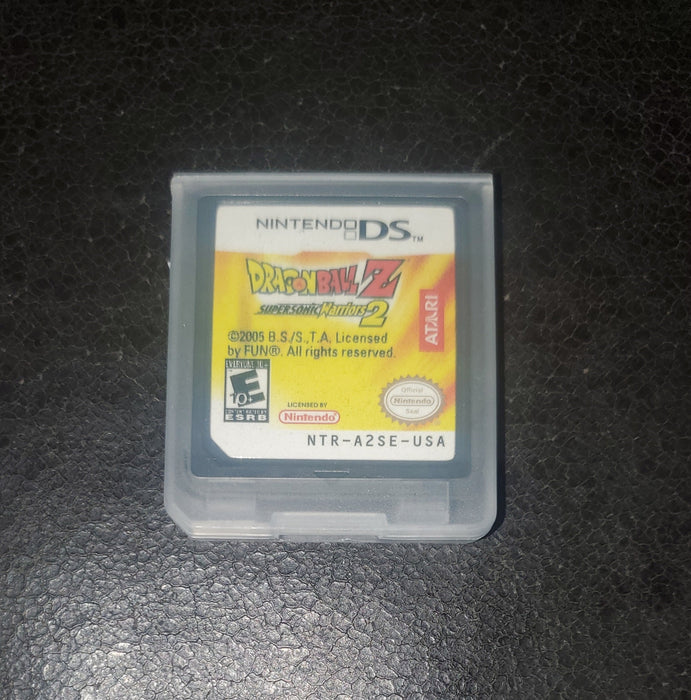 NINTENDO DS™
DRAGON BALL Z
SUPERSONIC Warriors 2
ATARI
©2005 B.S./S.,T.A. Licensed
by FUN®. All rights reserved.
E
10+
ESRB
LICENSED BY
Nintendo
Official
Nintendo
Seal
NTR-A2SE-USA